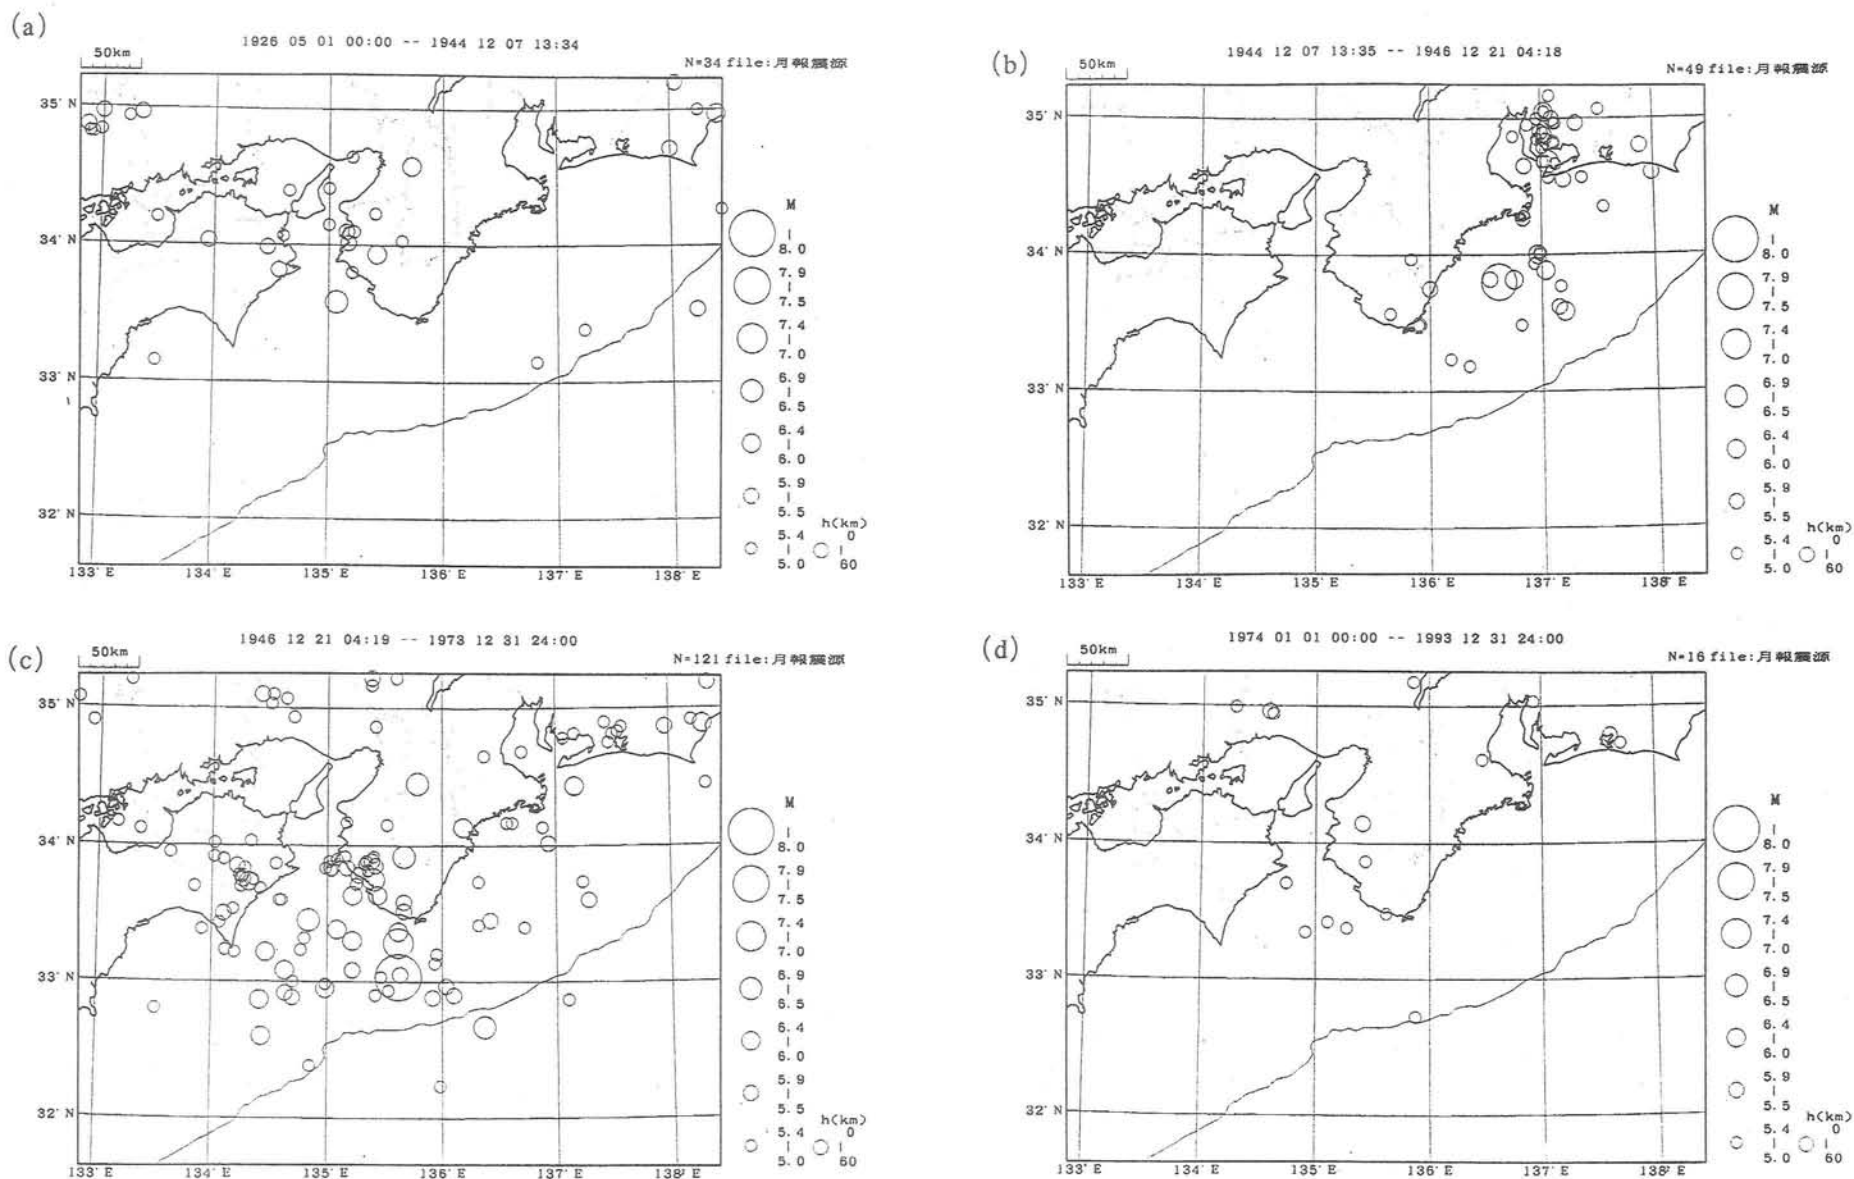 (a)
1926 05 01 00:00 -- 1944 12 07 13:34
50km
N=34 file:月報震源
35° N
34° N
33° N
32° N
133° E 134° E 135° E 136° E 137° E 138° E
M
8.0
7.9
7.5
7.4
7.0
6.9
6.5
6.4
6.0
5.9
5.5
5.4
5.0
h(km)
0
60
(b)
1944 12 07 13:35 -- 1946 12 21 04:18
50km
N=49 file:月報震源
35° N
34° N
33° N
32° N
133° E 134° E 135° E 136° E 137° E 138° E
M
8.0
7.9
7.5
7.4
7.0
6.9
6.5
6.4
6.0
5.9
5.5
5.4
5.0
h(km)
0
60
(c)
1946 12 21 04:19 -- 1973 12 31 24:00
50km
N=121 file:月報震源
35° N
34° N
33° N
32° N
133° E 134° E 135° E 136° E 137° E 138° E
M
8.0
7.9
7.5
7.4
7.0
6.9
6.5
6.4
6.0
5.9
5.5
5.4
5.0
h(km)
0
60
(d)
1974 01 01 00:00 -- 1993 12 31 24:00
50km
N=16 file:月報震源
35° N
34° N
33° N
32° N
133° E 134° E 135° E 136° E 137° E 138° E
M
8.0
7.9
7.5
7.4
7.0
6.9
6.5
6.4
6.0
5.9
5.5
5.4
5.0
h(km)
0
60